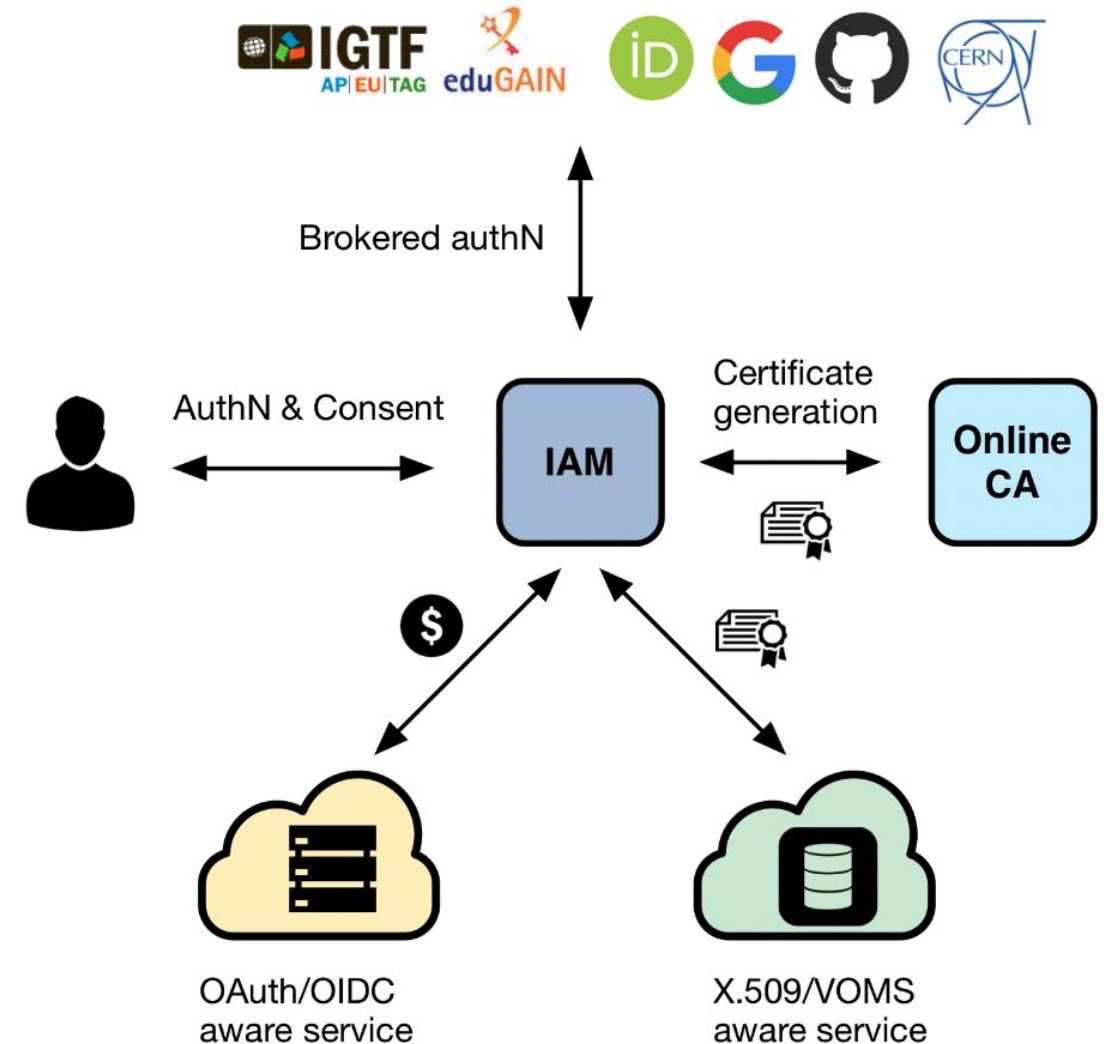 IGTF
AP|EU|TAG
eduGAIN
iD
G
CERN
Brokered authN
AuthN & Consent
Certificate
generation
IAM
Online
CA
$
OAuth/OIDC
aware service
X.509/VOMS
aware service